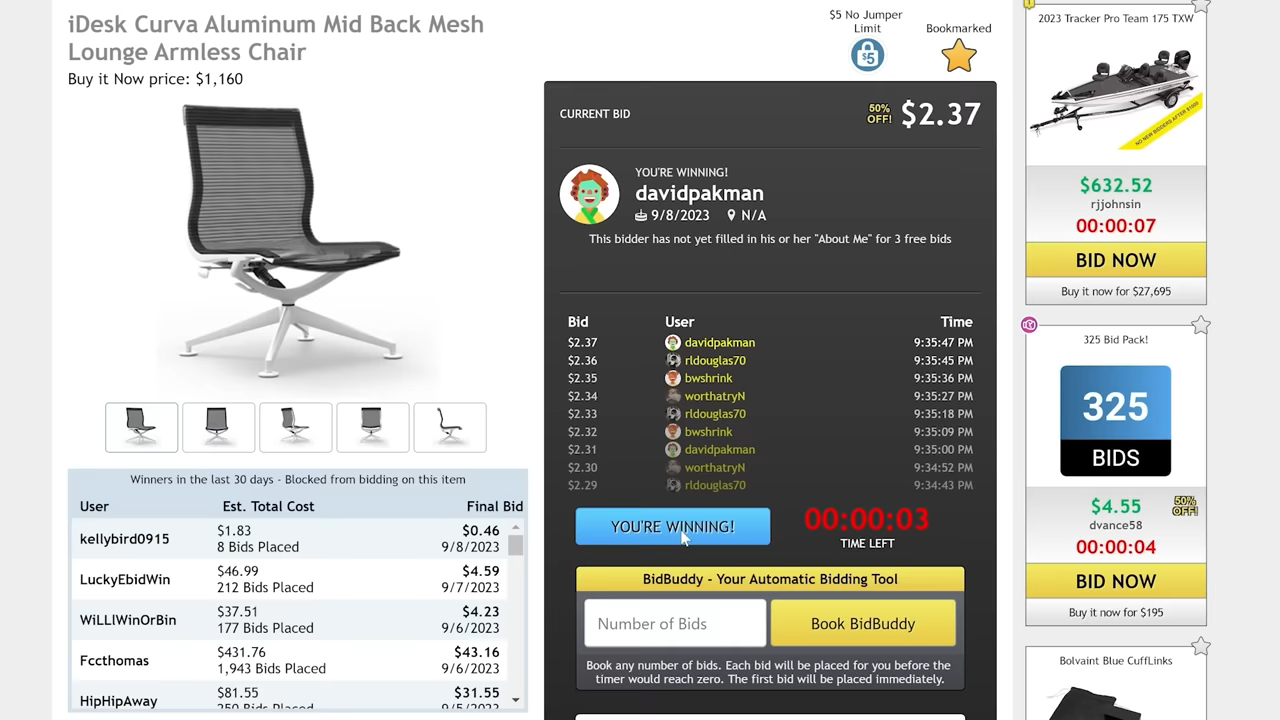 iDesk Curva Aluminum Mid Back Mesh
Lounge Armless Chair
Buy it Now price: $1,160
$5 No Jumper
Limit
$5
Bookmarked
CURRENT BID
50%
OFF!
$2.37
YOU'RE WINNING!
davidpakman
9/8/2023 N/A
This bidder has not yet filled in his or her "About Me" for 3 free bids
Bid User Time
$2.37 davidpakman 9:35:47 PM
$2.36 rldouglas70 9:35:45 PM
$2.35 bwshrink 9:35:36 PM
$2.34 worthatryN 9:35:27 PM
$2.33 rldouglas70 9:35:18 PM
$2.32 bwshrink 9:35:09 PM
$2.31 davidpakman 9:35:00 PM
$2.30 worthatryN 9:34:52 PM
$2.29 rldouglas70 9:34:43 PM
YOU'RE WINNING!
00:00:03
TIME LEFT
BidBuddy - Your Automatic Bidding Tool
Number of Bids
Book BidBuddy
Book any number of bids. Each bid will be placed for you before the
timer would reach zero. The first bid will be placed immediately.
Winners in the last 30 days - Blocked from bidding on this item
User Est. Total Cost Final Bid
kellybird0915
$1.83 $0.46
8 Bids Placed 9/8/2023
LuckyEbidWin
$46.99 $4.59
212 Bids Placed 9/7/2023
WiLLlWinOrBin
$37.51 $4.23
177 Bids Placed 9/6/2023
Fccthomas
$431.76 $43.16
1,943 Bids Placed 9/6/2023
HipHipAway
$81.55 $31.55
250 Bids Placed 9/5/2023
2023 Tracker Pro Team 175 TXW
NO NEW BIDDERS AFTER $1000
$632.52
rjjohnsin
00:00:07
BID NOW
Buy it now for $27,695
325 Bid Pack!
325
BIDS
$4.55
50%
OFF!
dvance58
00:00:04
BID NOW
Buy it now for $195
Bolvaint Blue CuffLinks